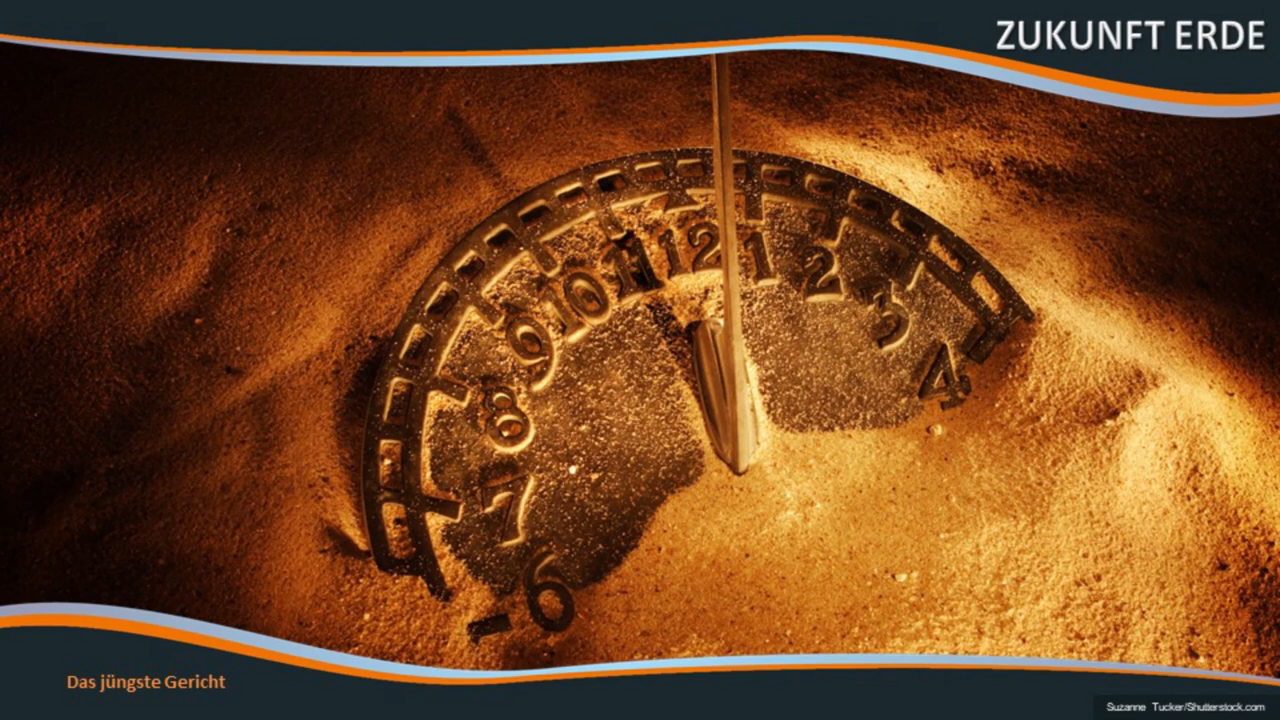 ZUKUNFT ERDE
9 10 11 12 1 2 3
8 4
7
6
Das jüngste Gericht
Suzanne Tucker/Shutterstock.com